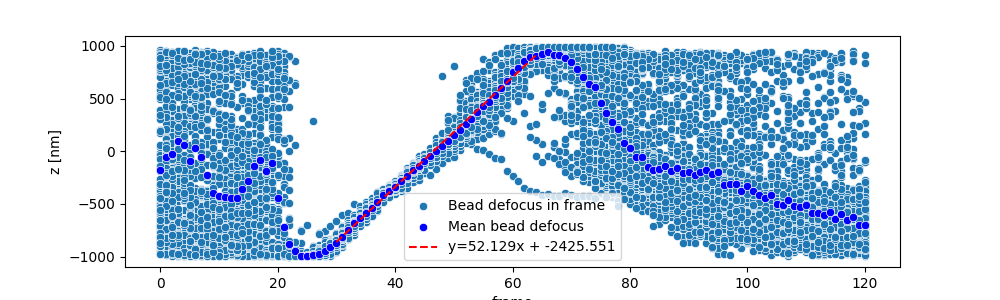 1000
500
0
−500
−1000
z [nm]
Bead defocus in frame
Mean bead defocus
y=52.129x + -2425.551
0 20 40 60 80 100 120
frame